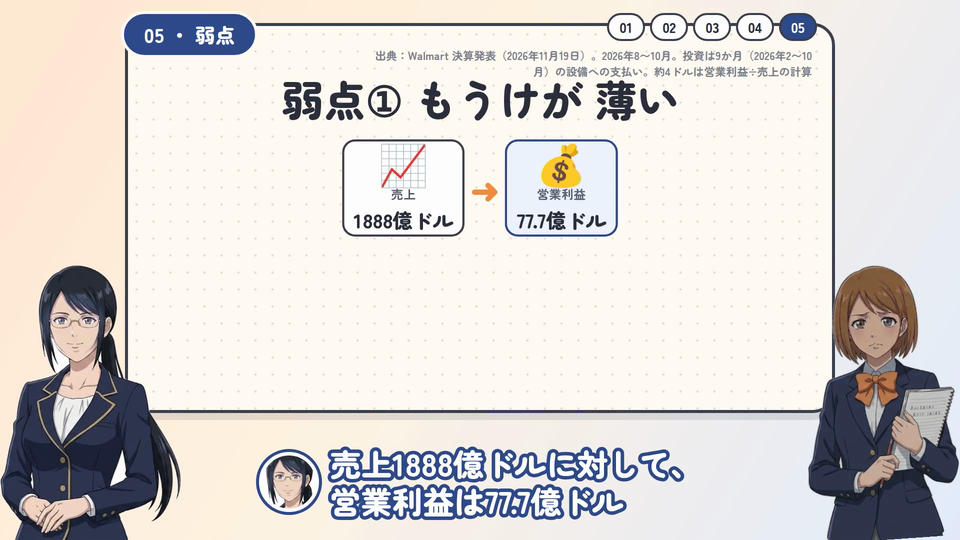 05 ・ 弱点
01 02 03 04 05
出典：Walmart 決算発表（2026年11月19日）。2026年8〜10月。投資は9か月（2026年2〜10
月）の設備への支払い。約4ドルは営業利益÷売上の計算
弱点① もうけが 薄い
売上
1888億ドル
営業利益
77.7億ドル
売上1888億ドルに対して、
営業利益は77.7億ドル